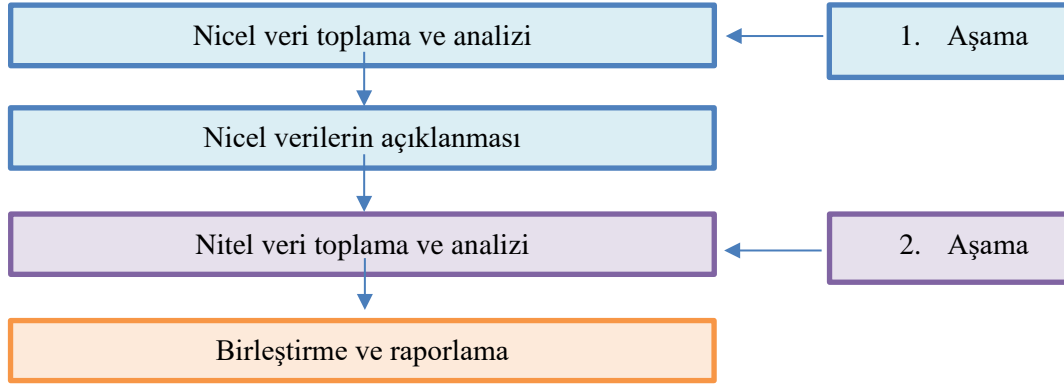 Nicel veri toplama ve analizi
1. Aşama
Nicel verilerin açıklanması
Nitel veri toplama ve analizi
2. Aşama
Birleştirme ve raporlama